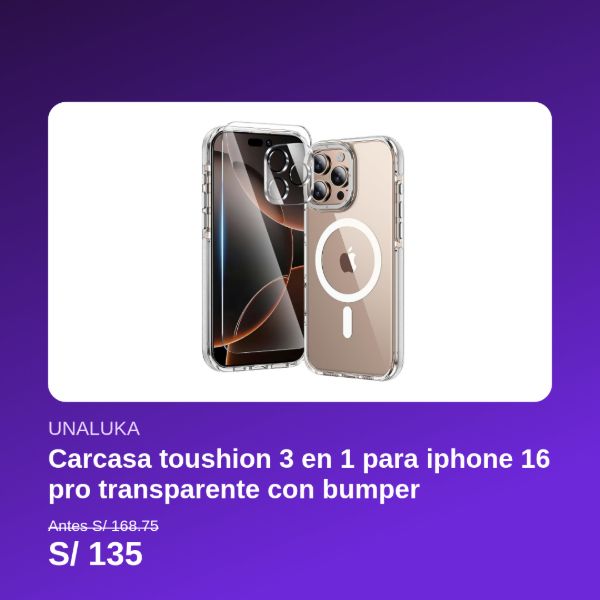 UNALUKA
Carcasa toushion 3 en 1 para iphone 16
pro transparente con bumper
Antes S/ 168.75
S/ 135